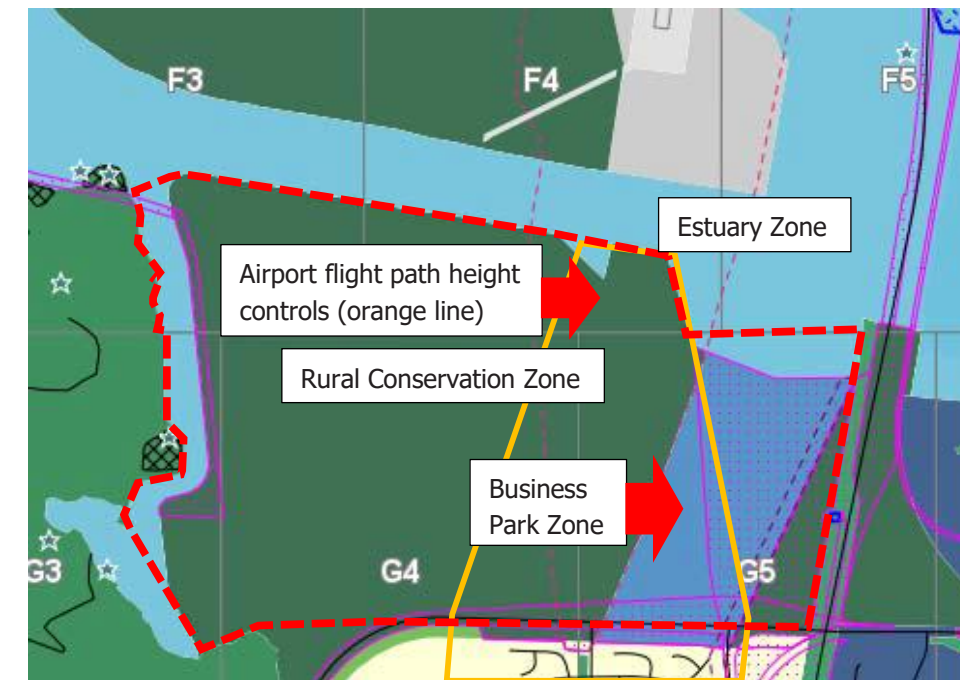 F3
F4
F5
Estuary Zone
Airport flight path height
controls (orange line)
Rural Conservation Zone
Business
Park Zone
G3
G4
G5